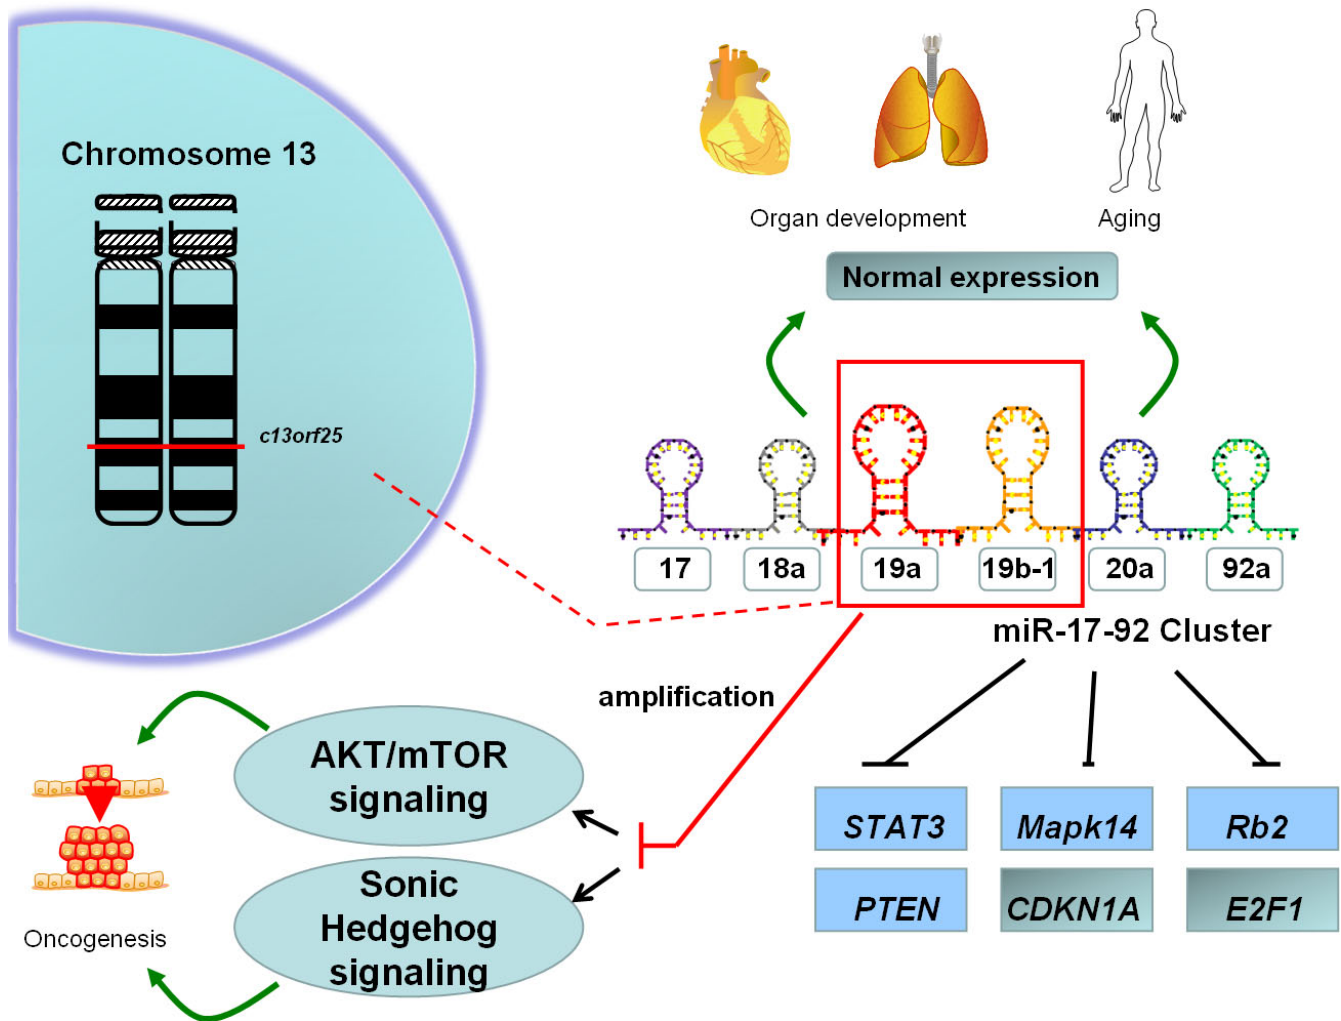 Chromosome 13
c13orf25
Organ development
Aging
Normal expression
17
18a
19a
19b-1
20a
92a
miR-17-92 Cluster
amplification
AKT/mTOR
signaling
Sonic
Hedgehog
signaling
Oncogenesis
STAT3
Mapk14
Rb2
PTEN
CDKN1A
E2F1